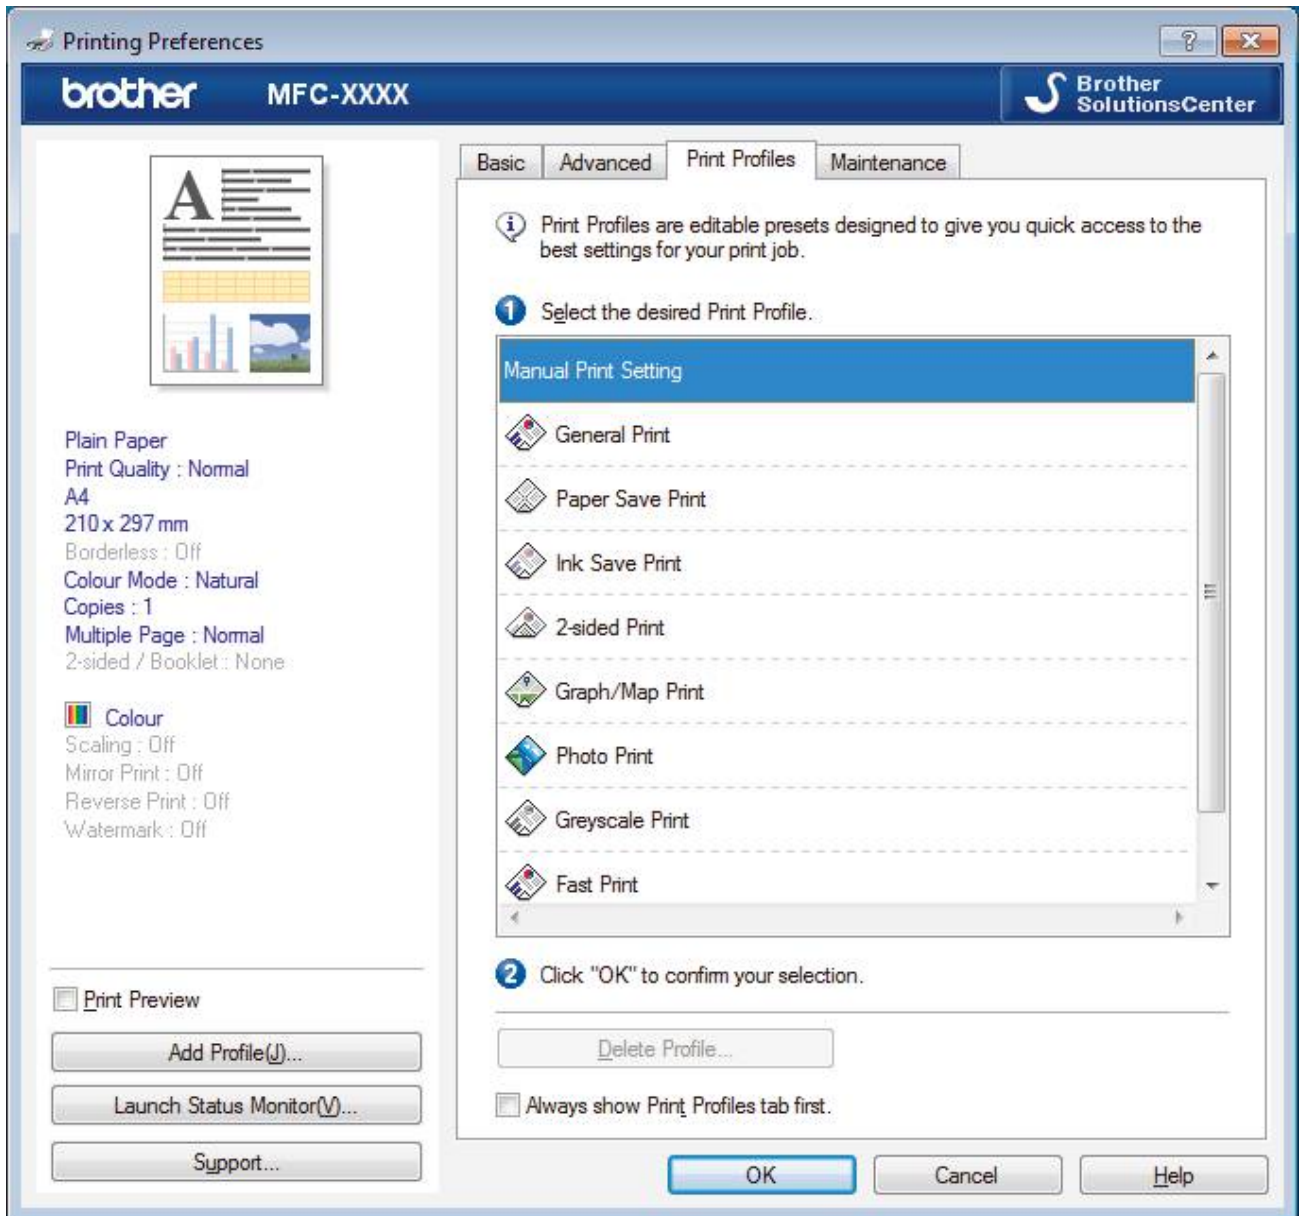 Printing Preferences
brother MFC-XXXX
Brother
SolutionsCenter
A
Plain Paper
Print Quality : Normal
A4
210 x 297 mm
Borderless : Off
Colour Mode : Natural
Copies : 1
Multiple Page : Normal
2-sided / Booklet : None
Colour
Scaling : Off
Mirror Print : Off
Reverse Print : Off
Watermark : Off
Print Preview
Add Profile(J)...
Launch Status Monitor(V)...
Support...
Basic Advanced Print Profiles Maintenance
Print Profiles are editable presets designed to give you quick access to the
best settings for your print job.
1 Select the desired Print Profile.
Manual Print Setting
General Print
Paper Save Print
Ink Save Print
2-sided Print
Graph/Map Print
Photo Print
Greyscale Print
Fast Print
2 Click "OK" to confirm your selection.
Delete Profile...
Always show Print Profiles tab first.
OK Cancel Help